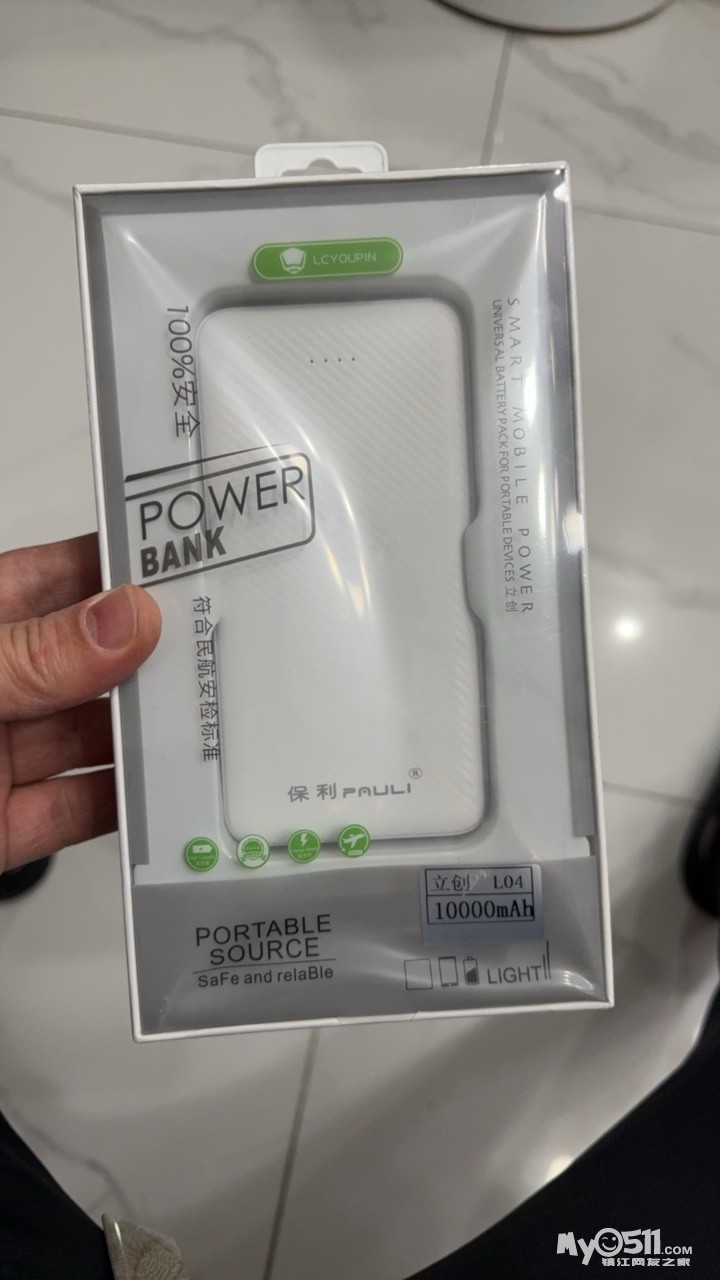 LCYOUPIN
100%安全
SMART MOBILE POWER
UNIVERSAL BATTERY PACK FOR PORTABLE DEVICES 立创
POWER
BANK
符合民航安检标准
保利 PAULI®
立创 L04
10000mAh
PORTABLE
SOURCE
SaFe and relaBle
LIGHT
My0511.COM
镇江网友之家